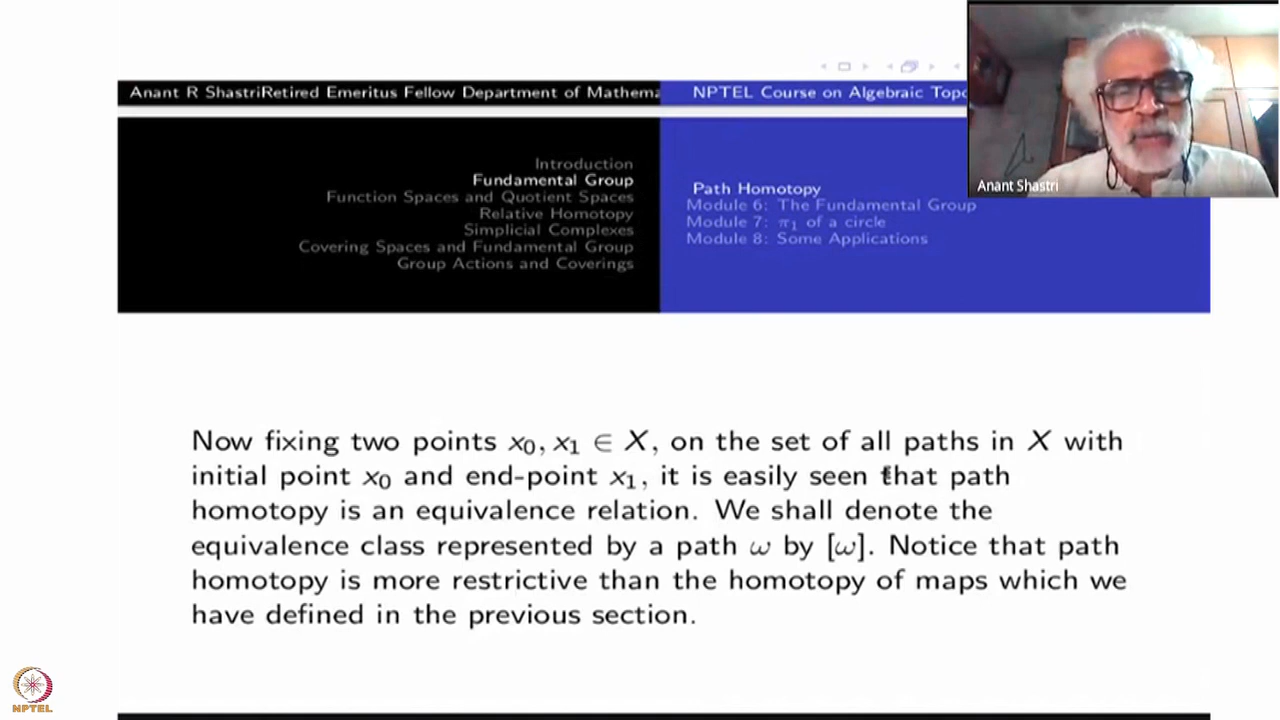 Anant R ShastriRetired Emeritus Fellow Department of Mathema
NPTEL Course on Algebraic Topo
Anant Shastri
Introduction
Fundamental Group
Function Spaces and Quotient Spaces
Relative Homotopy
Simplicial Complexes
Covering Spaces and Fundamental Group
Group Actions and Coverings
Path Homotopy
Module 6: The Fundamental Group
Module 7: π₁ of a circle
Module 8: Some Applications
Now fixing two points x₀, x₁ ∈ X, on the set of all paths in X with
initial point x₀ and end-point x₁, it is easily seen that path
homotopy is an equivalence relation. We shall denote the
equivalence class represented by a path ω by [ω]. Notice that path
homotopy is more restrictive than the homotopy of maps which we
have defined in the previous section.
NPTEL